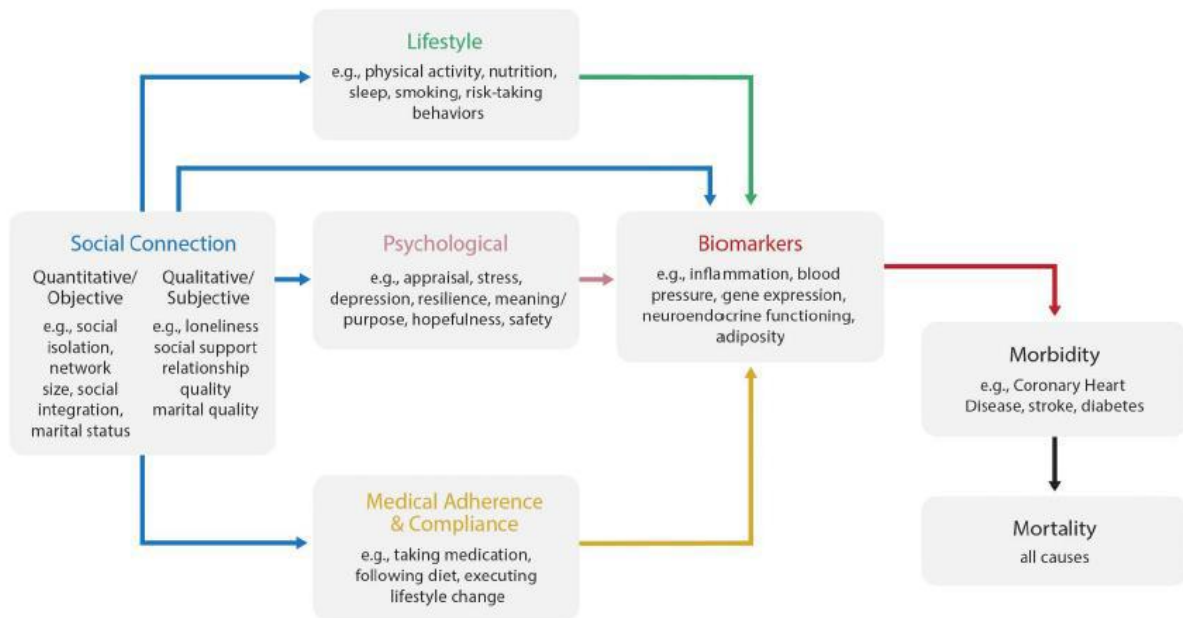 Lifestyle
e.g., physical activity, nutrition,
sleep, smoking, risk-taking
behaviors
Social Connection
Quantitative/
Objective
e.g., social
isolation,
network
size, social
integration,
marital status
Qualitative/
Subjective
e.g., loneliness
social support
relationship
quality
marital quality
Psychological
e.g., appraisal, stress,
depression, resilience, meaning/
purpose, hopefulness, safety
Biomarkers
e.g., inflammation, blood
pressure, gene expression,
neuroendocrine functioning,
adiposity
Medical Adherence
& Compliance
e.g., taking medication,
following diet, executing
lifestyle change
Morbidity
e.g., Coronary Heart
Disease, stroke, diabetes
Mortality
all causes